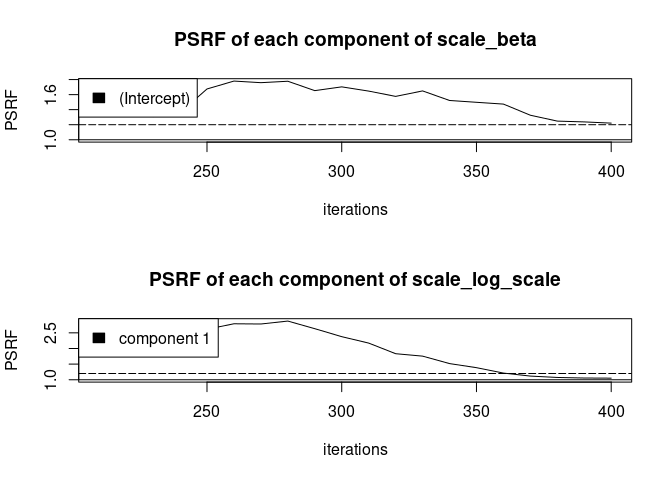 PSRF of each component of scale_beta
PSRF
1.0
1.6
(Intercept)
250
300
350
400
iterations
PSRF of each component of scale_log_scale
PSRF
1.0
2.5
component 1
250
300
350
400
iterations